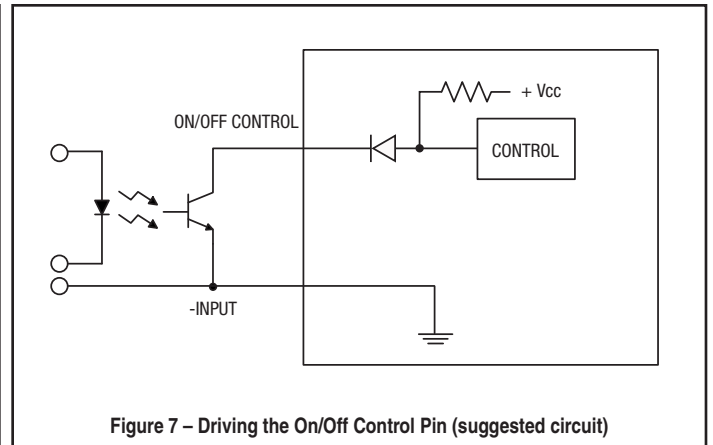 + Vcc
ON/OFF CONTROL
CONTROL
-INPUT
Figure 7 – Driving the On/Off Control Pin (suggested circuit)